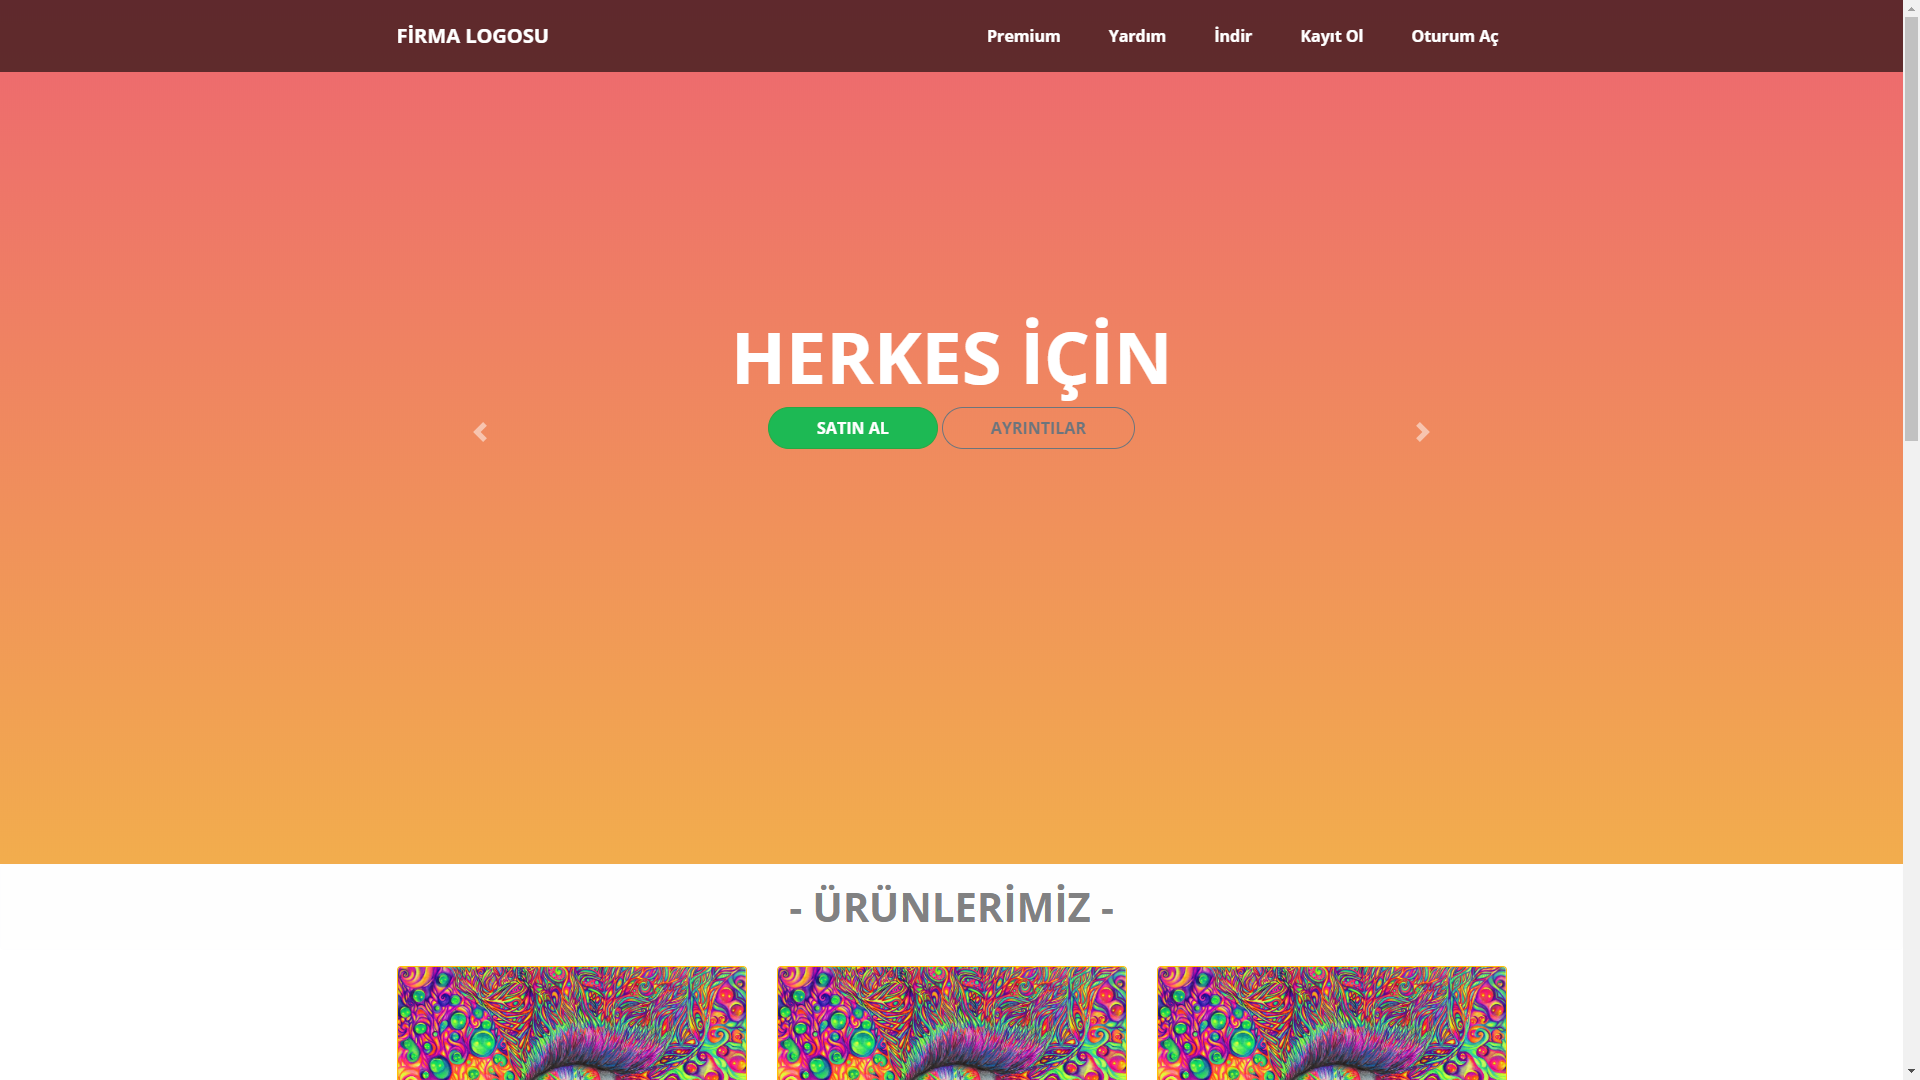 FİRMA LOGOSU
Premium
Yardım
İndir
Kayıt Ol
Oturum Aç
HERKES İÇİN
SATIN AL
AYRINTILAR
- ÜRÜNLERİMİZ -